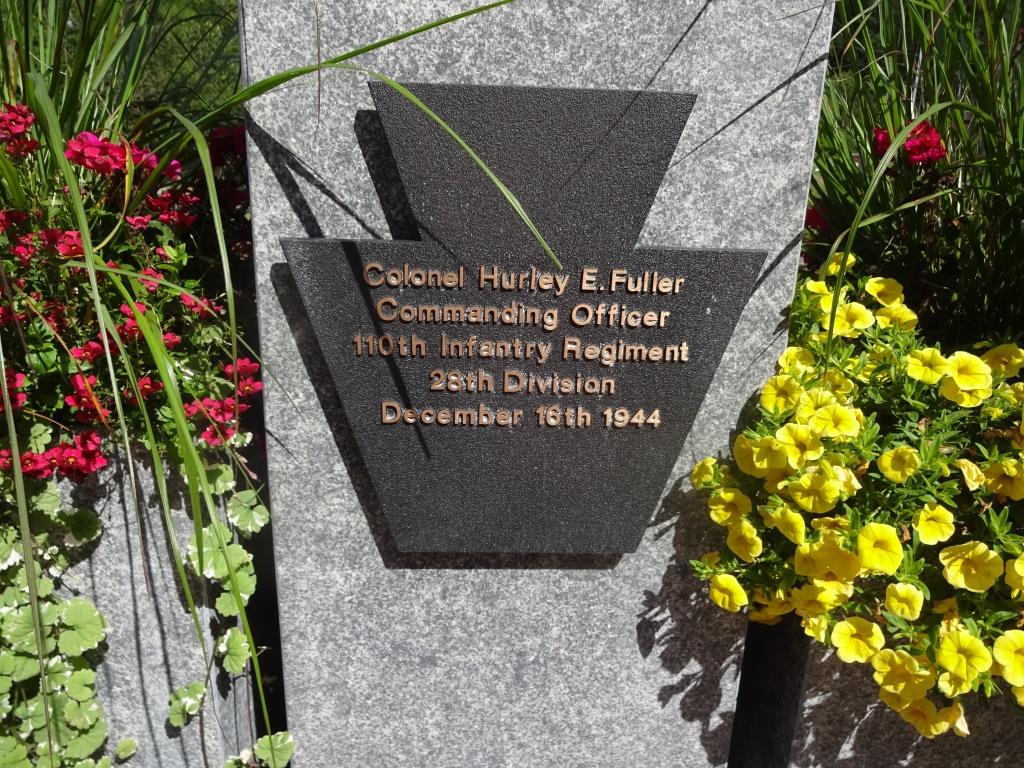 Colonel Hurley E. Fuller
Commanding Officer
110th Infantry Regiment
28th Division
December 16th 1944